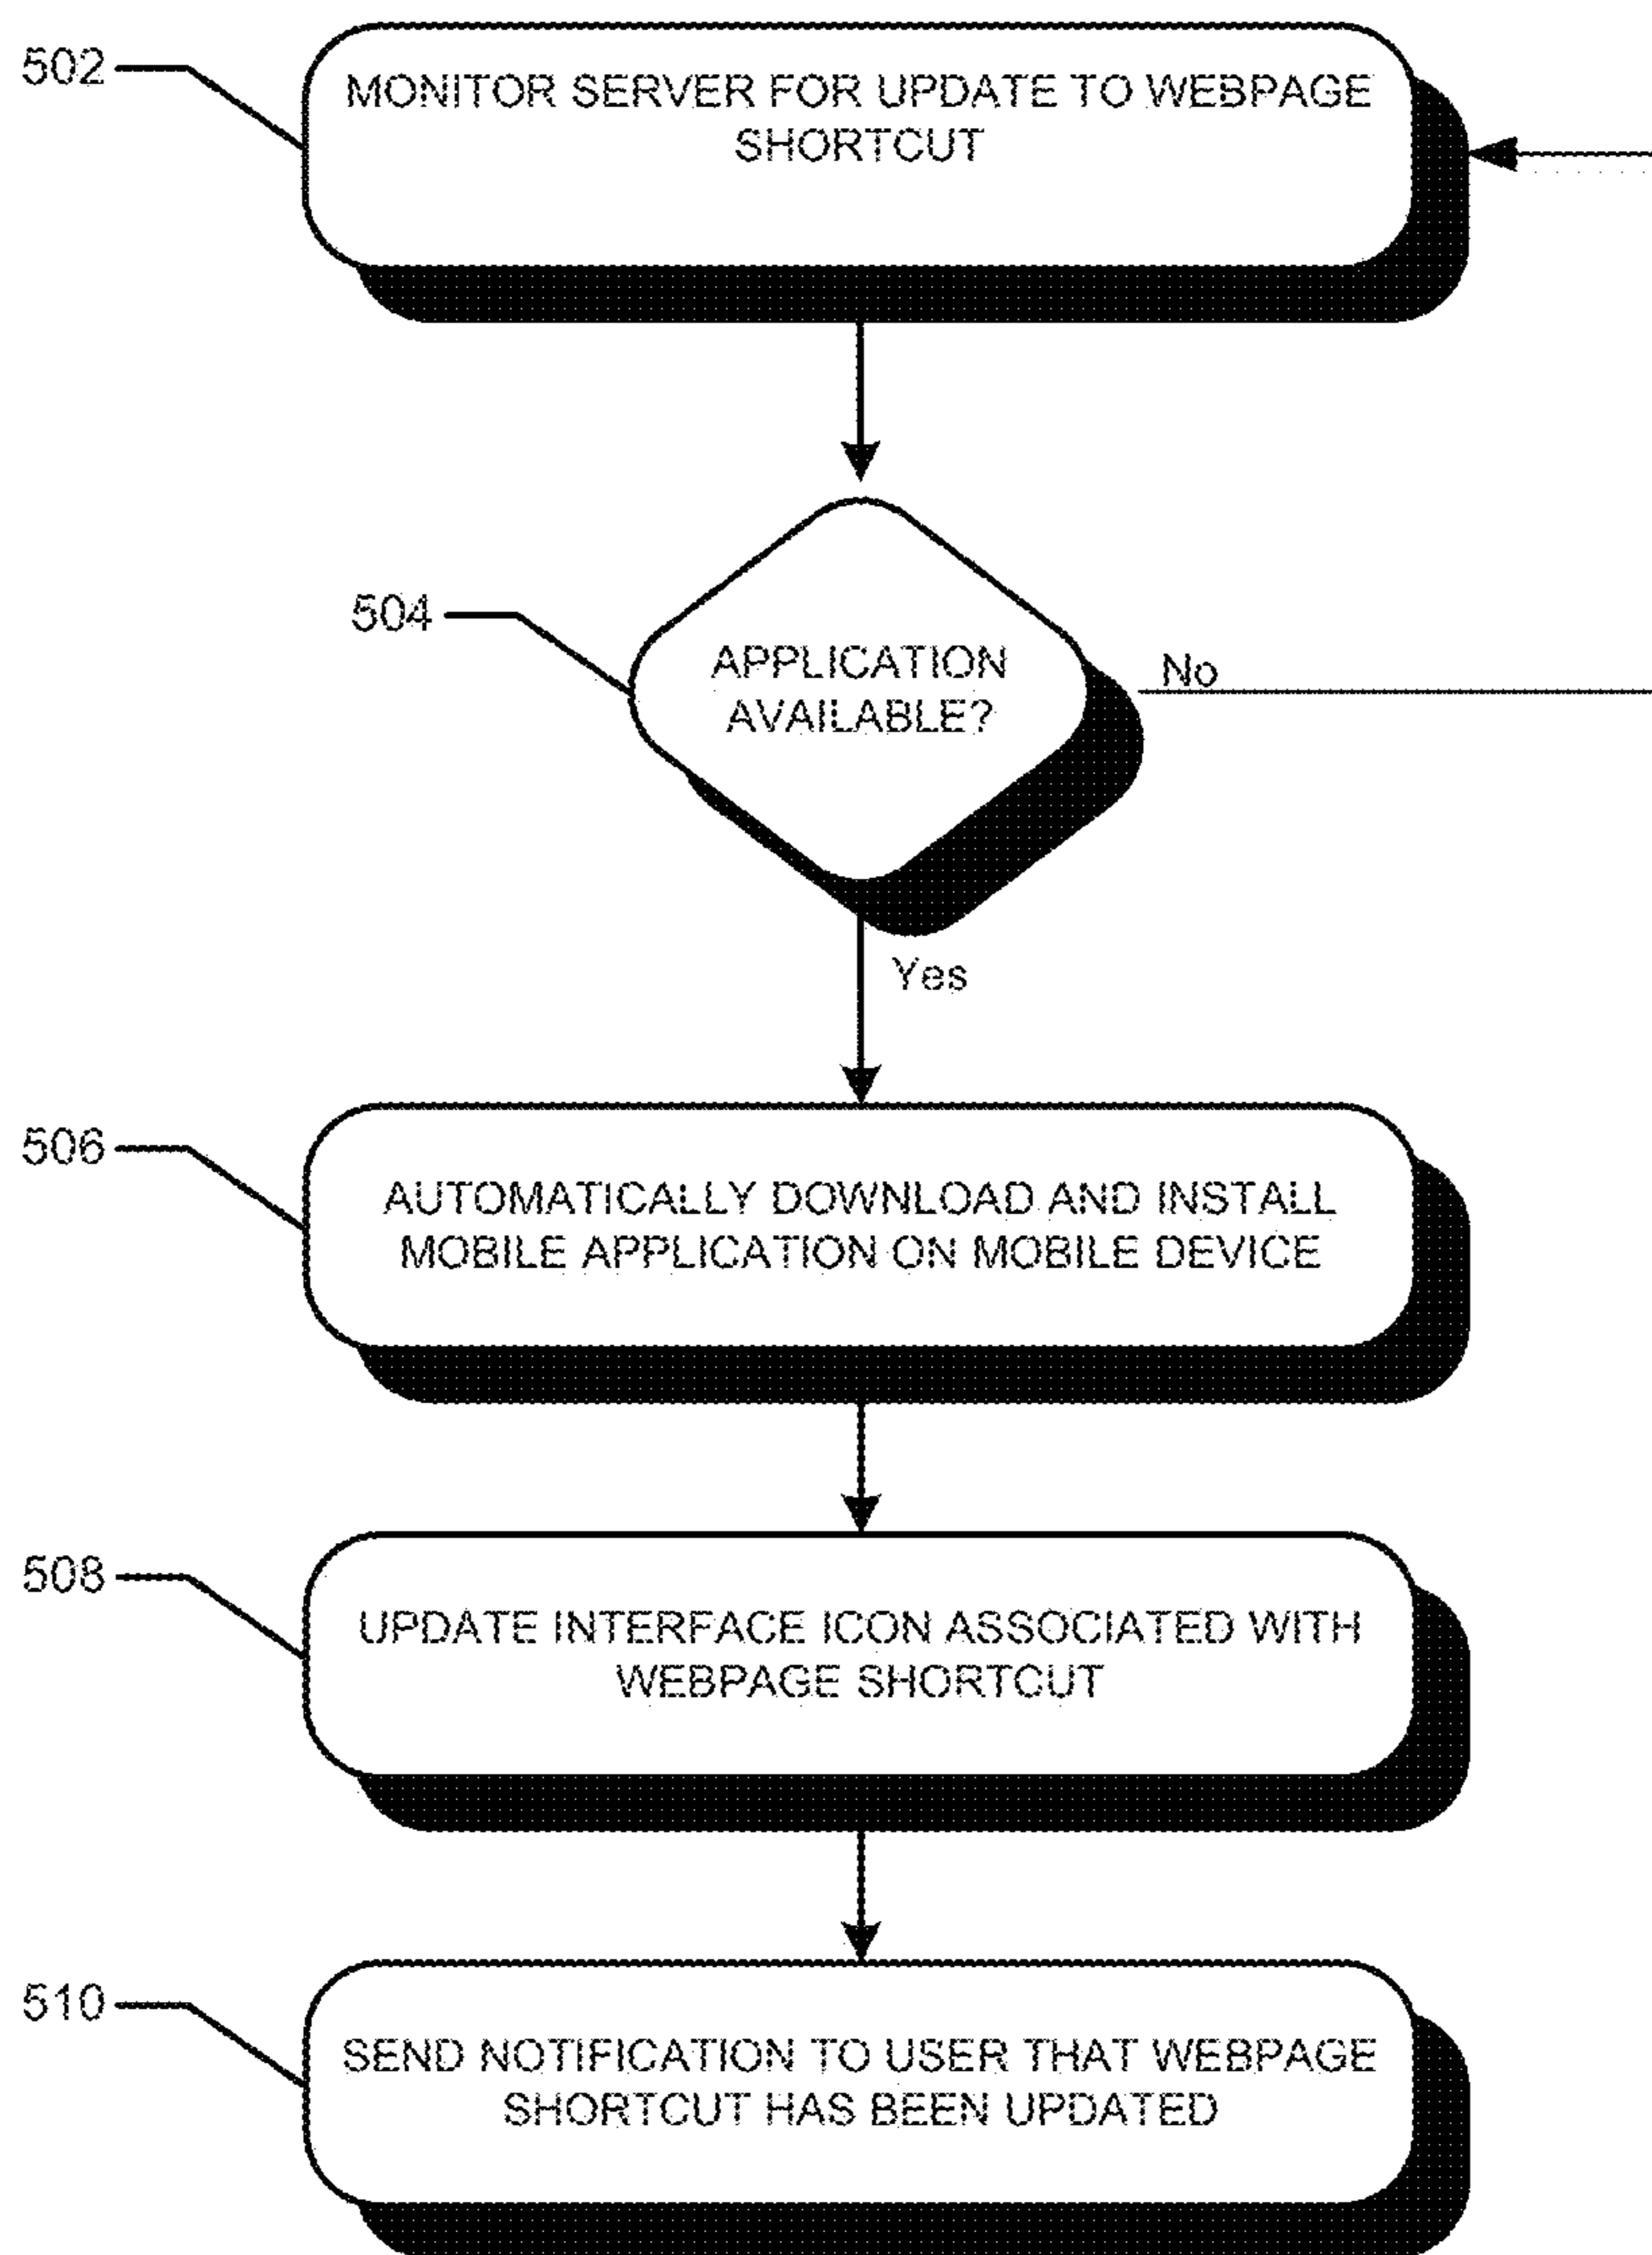 502
MONITOR SERVER FOR UPDATE TO WEBPAGE
SHORTCUT
504
APPLICATION
AVAILABLE?
No
Yes
506
AUTOMATICALLY DOWNLOAD AND INSTALL
MOBILE APPLICATION ON MOBILE DEVICE
508
UPDATE INTERFACE ICON ASSOCIATED WITH
WEBPAGE SHORTCUT
510
SEND NOTIFICATION TO USER THAT WEBPAGE
SHORTCUT HAS BEEN UPDATED